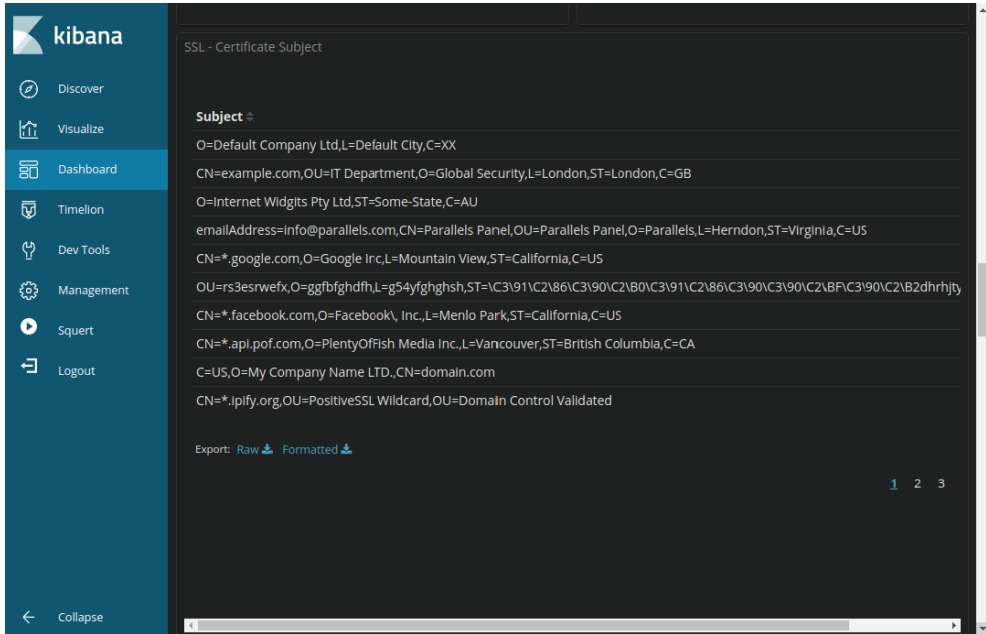 kibana
Discover
Visualize
Dashboard
Timelion
Dev Tools
Management
Squert
Logout
Collapse
SSL - Certificate Subject
Subject
O=Default Company Ltd,L=Default City,C=XX
CN=example.com,OU=IT Department,O=Global Security,L=London,ST=London,C=GB
O=Internet Widgits Pty Ltd,ST=Some-State,C=AU
emailAddress=info@parallels.com,CN=Parallels Panel,OU=Parallels Panel,O=Parallels,L=Herndon,ST=Virginia,C=US
CN=*.google.com,O=Google Inc,L=Mountain View,ST=California,C=US
OU=rs3esrwefx,O=ggfbfghdfh,L=g54yfghghsh,ST=\C3\91\C2\86\C3\90\C2\B0\C3\91\C2\86\C3\90\C3\90\C2\BF\C3\90\C2\B2dhrhjty
CN=*.facebook.com,O=Facebook\, Inc.,L=Menlo Park,ST=California,C=US
CN=*.api.pof.com,O=PlentyOfFish Media Inc.,L=Vancouver,ST=British Columbia,C=CA
C=US,O=My Company Name LTD.,CN=domain.com
CN=*.ipify.org,OU=PositiveSSL Wildcard,OU=Domain Control Validated
Export: Raw Formatted
1 2 3